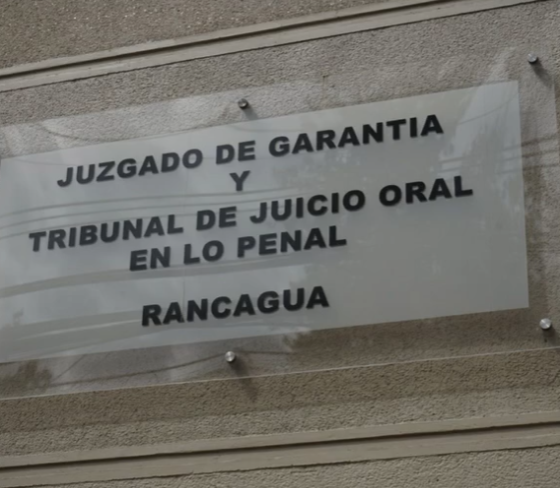 JUZGADO DE GARANTIA
Y
TRIBUNAL DE JUICIO ORAL
EN LO PENAL
RANCAGUA